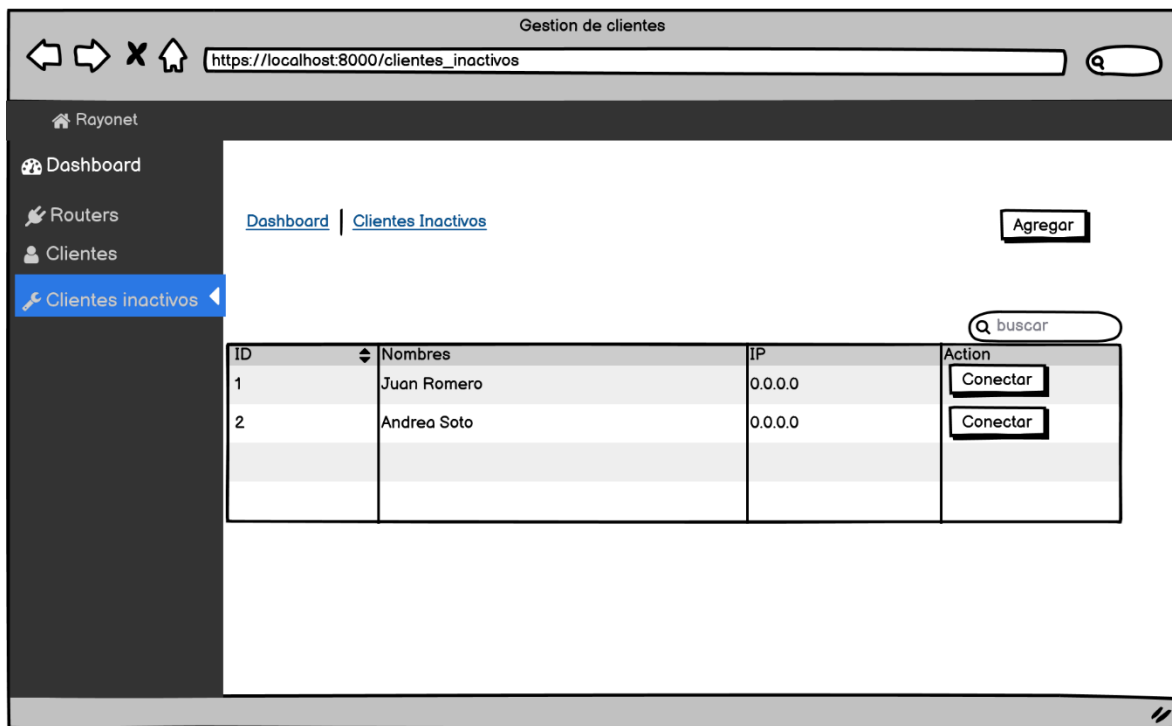 Gestion de clientes
https://localhost:8000/clientes_inactivos
Rayonet
Dashboard
Routers
Clientes
Clientes inactivos
Dashboard Clientes Inactivos Agregar
buscar
ID Nombres IP Action
1 Juan Romero 0.0.0.0 Conectar
2 Andrea Soto 0.0.0.0 Conectar